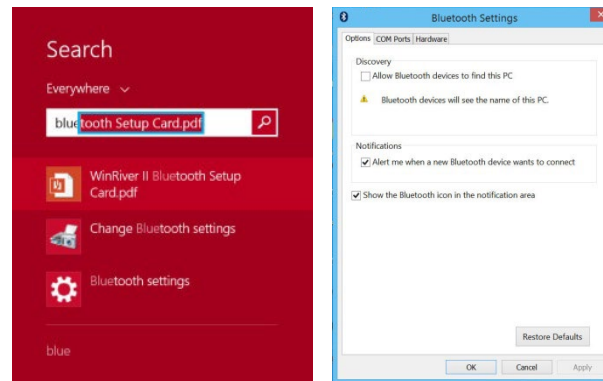 Search
Everywhere
bluetooth Setup Card.pdf
WinRiver II Bluetooth Setup
Card.pdf
Change Bluetooth settings
Bluetooth settings
blue
Bluetooth Settings
Options COM Ports Hardware
Discovery
Allow Bluetooth devices to find this PC
Bluetooth devices will see the name of this PC.
Notifications
Alert me when a new Bluetooth device wants to connect
Show the Bluetooth icon in the notification area
Restore Defaults
OK Cancel Apply